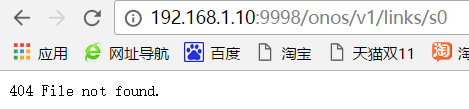 192.168.1.10:9998/onos/v1/links/s0
应用 网址导航 百度 淘宝 天猫双11 淘
404 File not found.